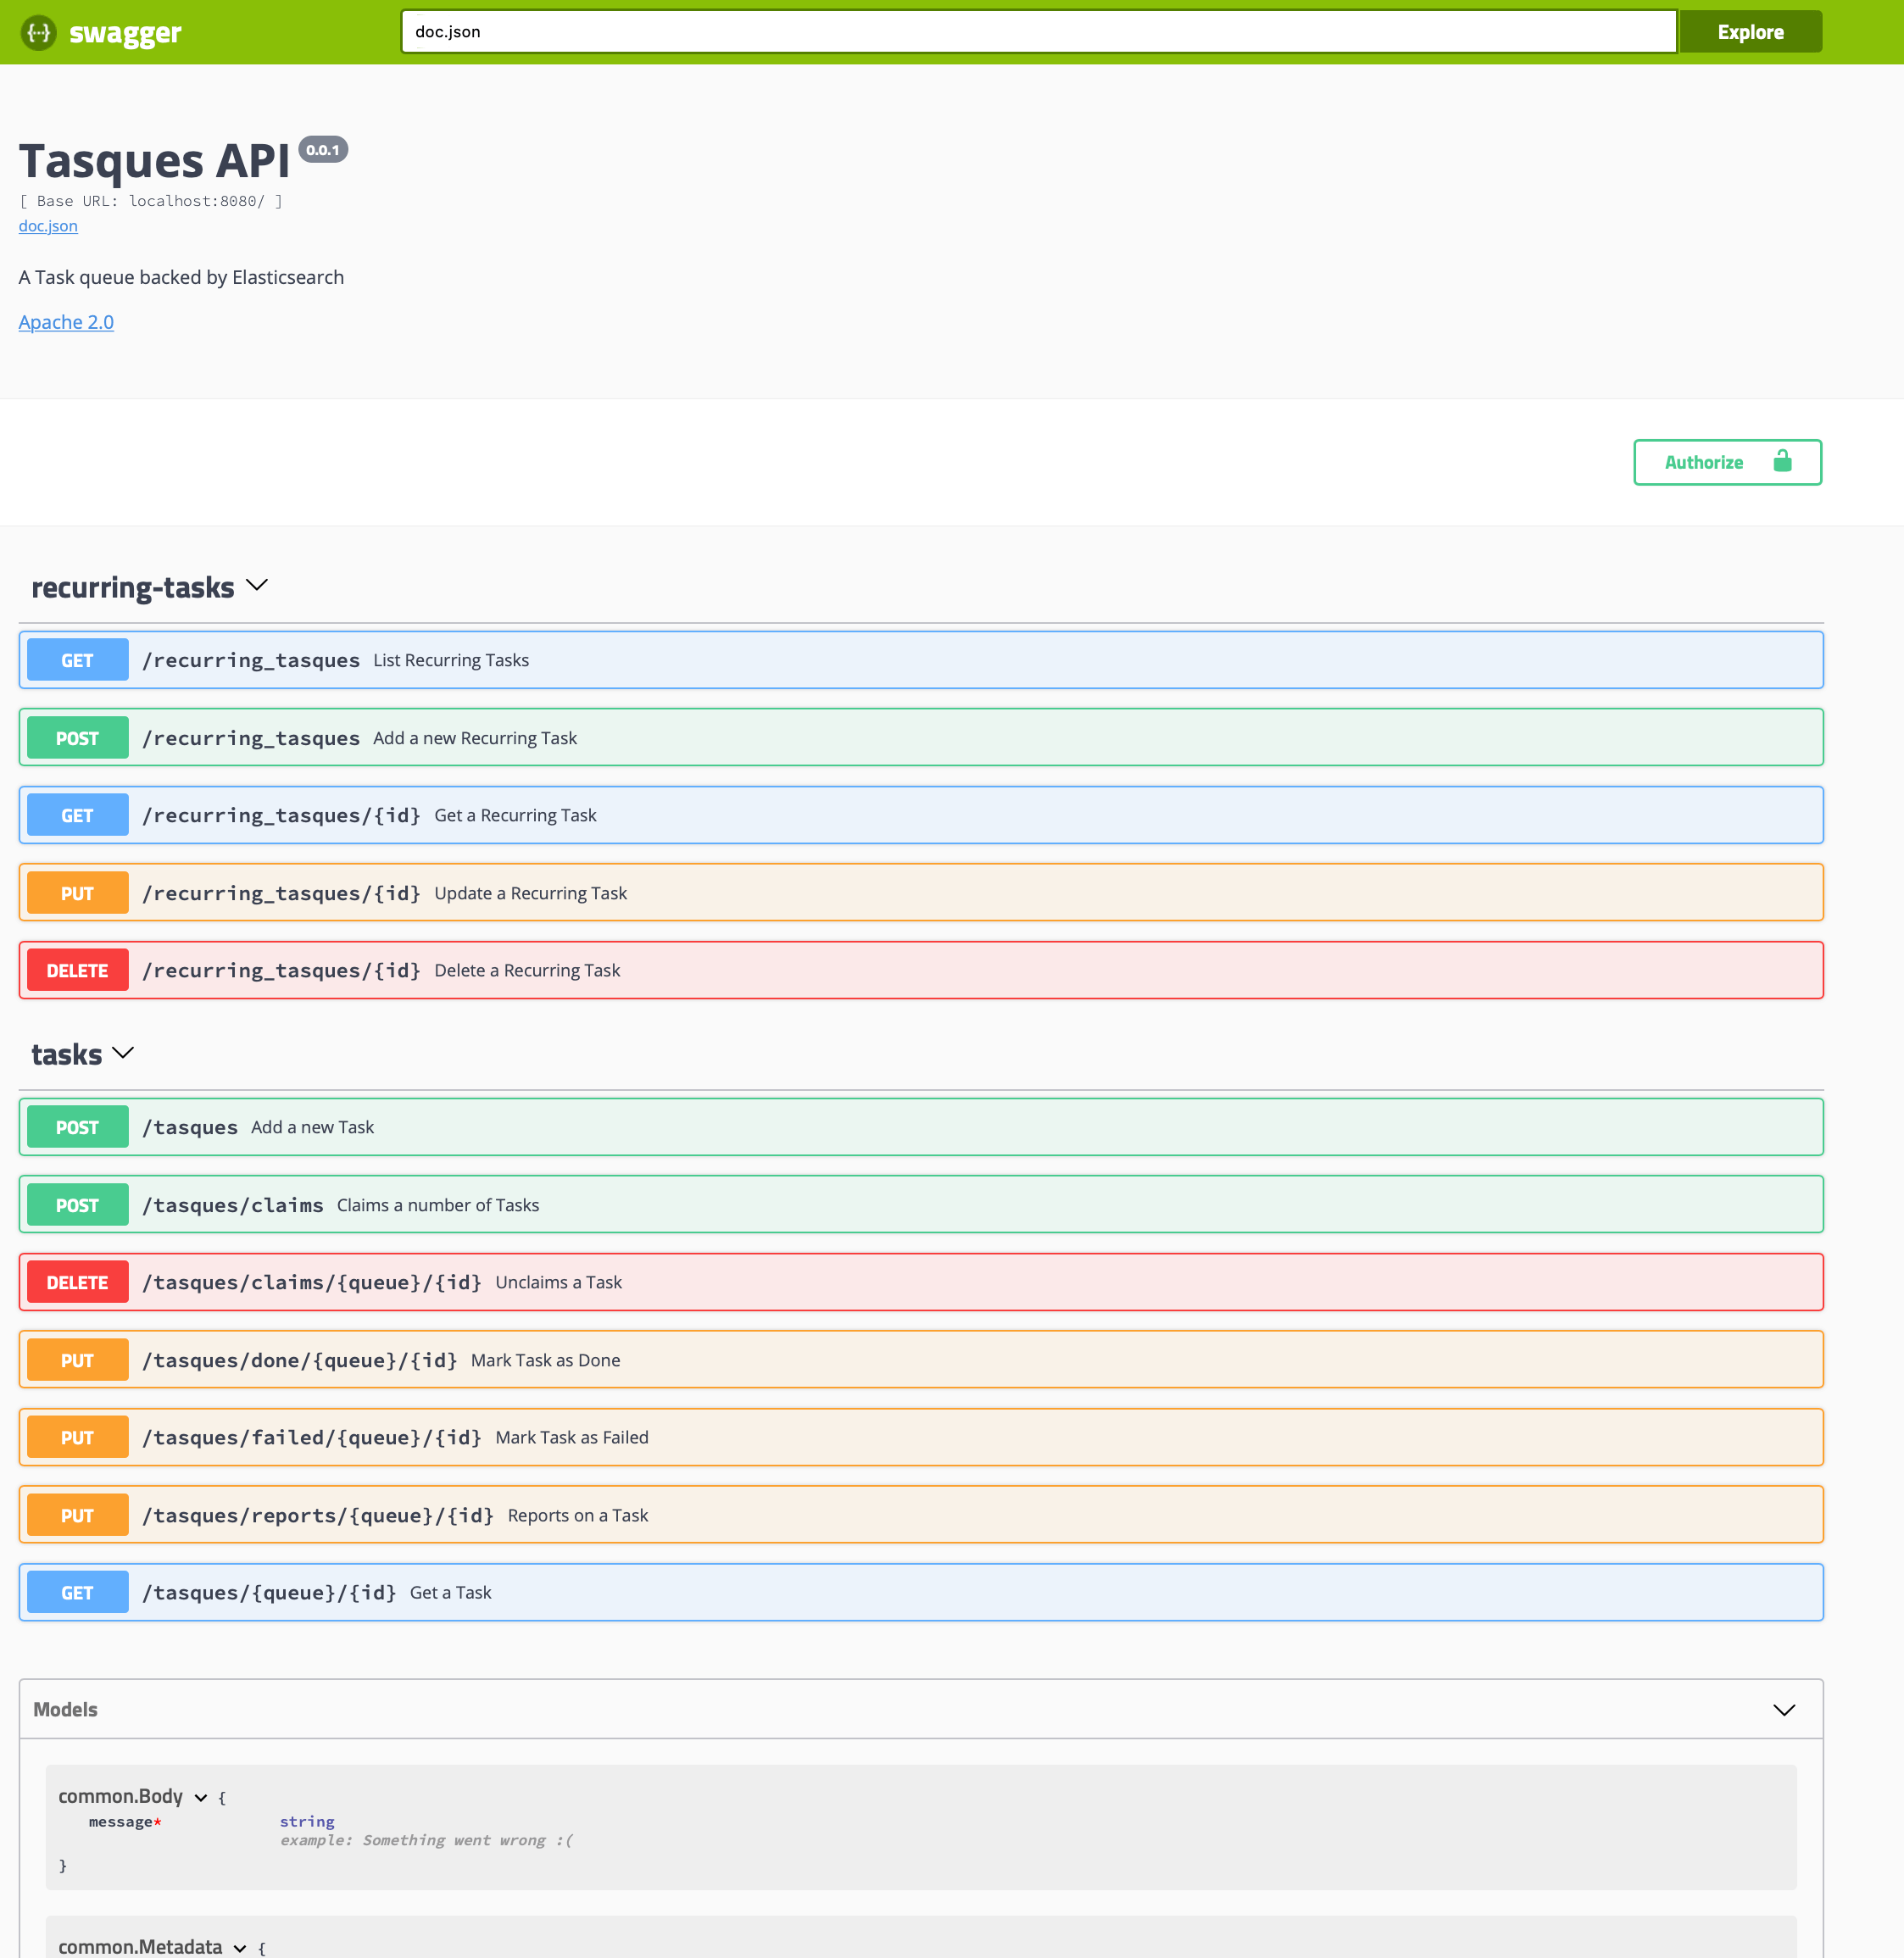 {···} swagger
doc.json
Explore
Tasques API 0.0.1
[ Base URL: localhost:8080/ ]
doc.json
A Task queue backed by Elasticsearch
Apache 2.0
Authorize
recurring-tasks
GET /recurring_tasques List Recurring Tasks
POST /recurring_tasques Add a new Recurring Task
GET /recurring_tasques/{id} Get a Recurring Task
PUT /recurring_tasques/{id} Update a Recurring Task
DELETE /recurring_tasques/{id} Delete a Recurring Task
tasks
POST /tasques Add a new Task
POST /tasques/claims Claims a number of Tasks
DELETE /tasques/claims/{queue}/{id} Unclaims a Task
PUT /tasques/done/{queue}/{id} Mark Task as Done
PUT /tasques/failed/{queue}/{id} Mark Task as Failed
PUT /tasques/reports/{queue}/{id} Reports on a Task
GET /tasques/{queue}/{id} Get a Task
Models
common.Body {
message* string
example: Something went wrong :(
}
common.Metadata {